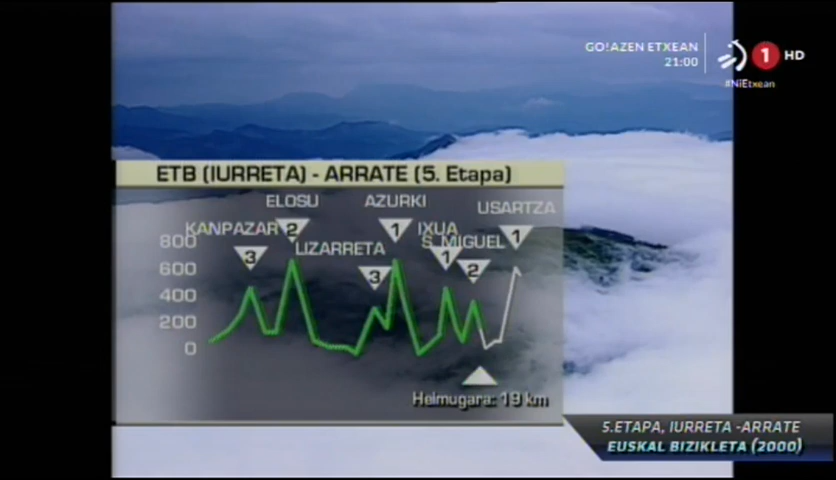 GO!AZEN ETXEAN
21:00
1 HD
#NiEtxean
ETB (IURRETA) - ARRATE (5. Etapa)
ELOSU
AZURKI
USARTZA
KANPAZAR
2
1
IXUA
1
LIZARRETA
S. MIGUEL
3
3
1
2
800
600
400
200
0
Helmugara: 19 km
5.ETAPA, IURRETA -ARRATE
EUSKAL BIZIKLETA (2000)